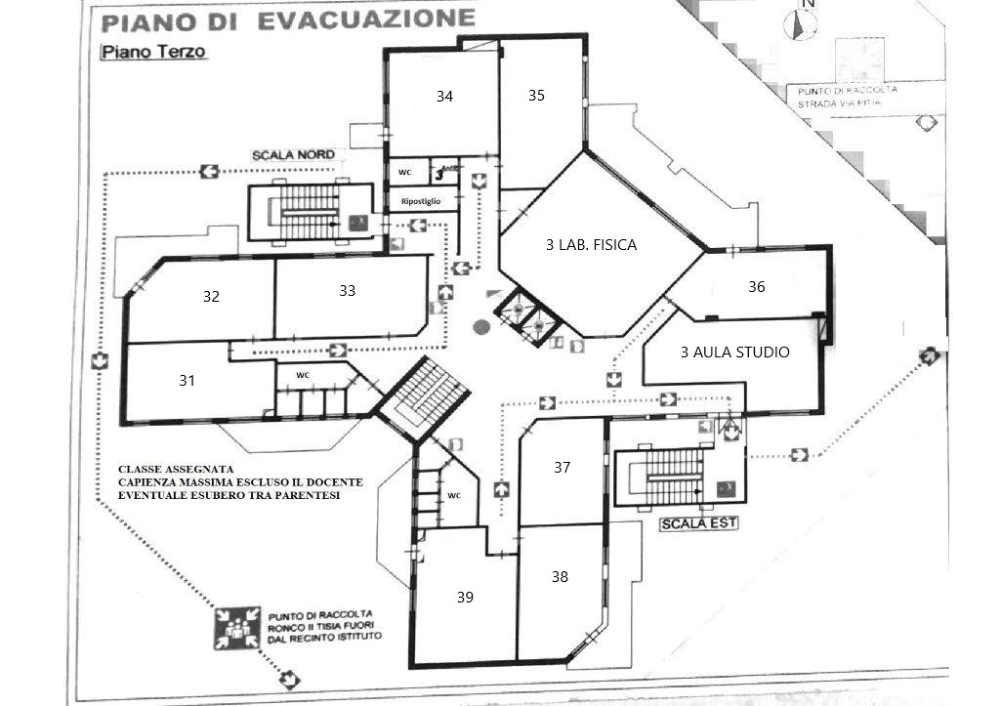 PIANO DI EVACUAZIONE
Piano Terzo
N
PUNTO DI RACCOLTA
STRADA VIA PITIA
34
35
SCALA NORD
WC
3
Ripostiglio
3 LAB. FISICA
32
33
36
3 AULA STUDIO
31
WC
CLASSE ASSEGNATA
CAPIENZA MASSIMA ESCLUSO IL DOCENTE
EVENTUALE ESUBERO TRA PARENTESI
37
WC
SCALA EST
38
39
PUNTO DI RACCOLTA
RONCO II TISIA FUORI
DAL RECINTO ISTITUTO